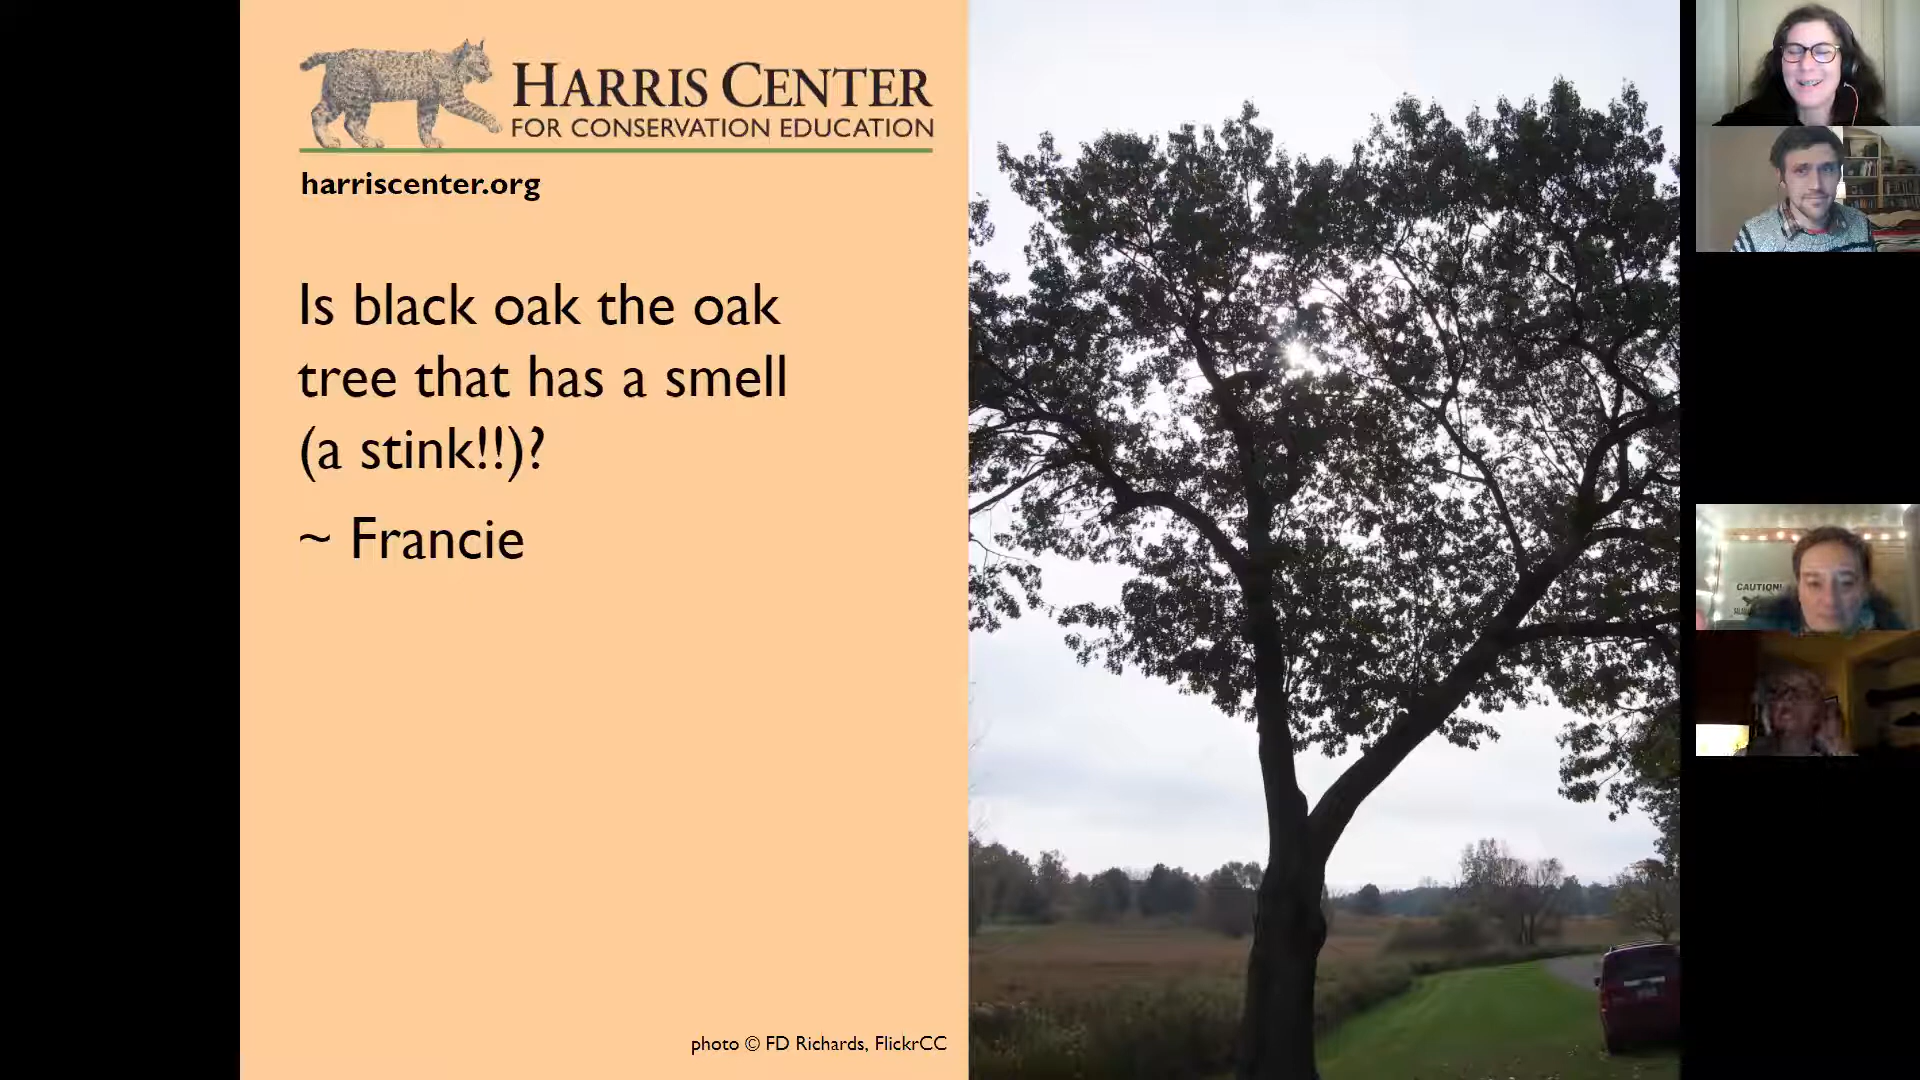 HARRIS CENTER
FOR CONSERVATION EDUCATION
harriscenter.org
Is black oak the oak
tree that has a smell
(a stink!!)?
~ Francie
photo © FD Richards, FlickrCC
CAUTION!